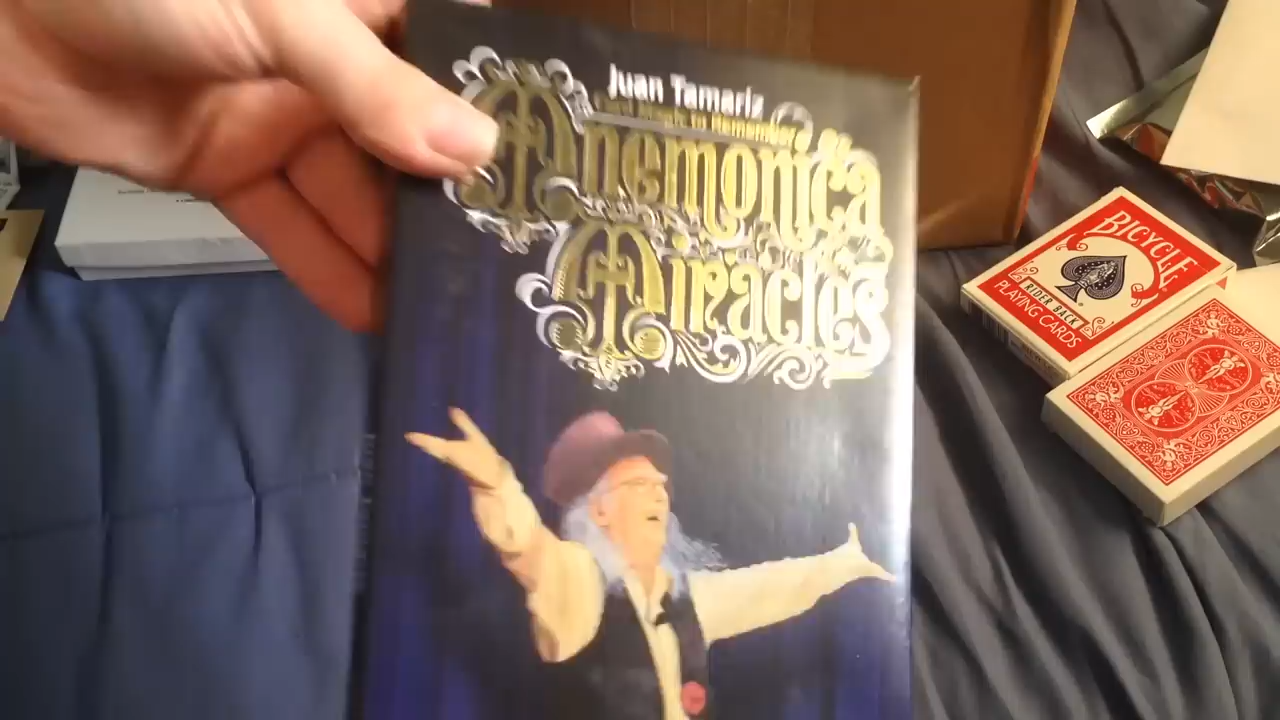 Juan Tamariz
Mnemonica
Miracles
BICYCLE
RIDER BACK
PLAYING CARDS